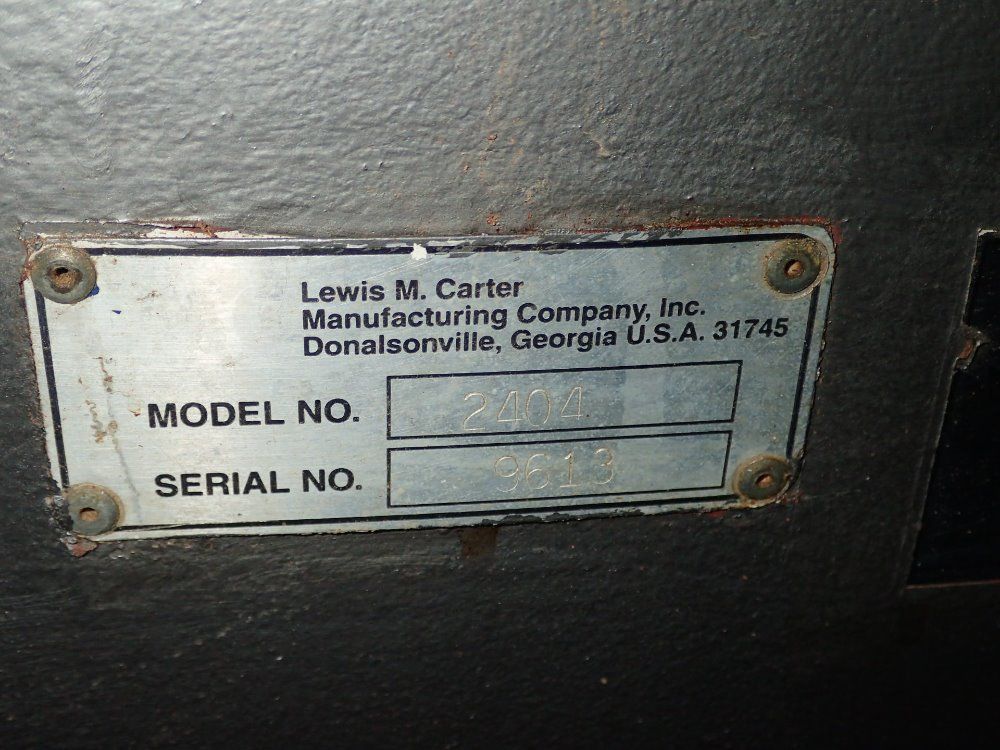 Lewis M. Carter
Manufacturing Company, Inc.
Donalsonville, Georgia U.S.A. 31745
MODEL NO. 2404
SERIAL NO. 9613